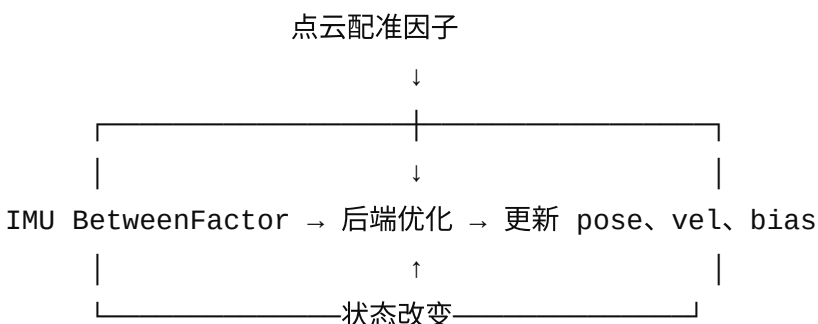 点云配准因子
↓
↓
IMU BetweenFactor → 后端优化 → 更新 pose、vel、bias
↑
状态改变